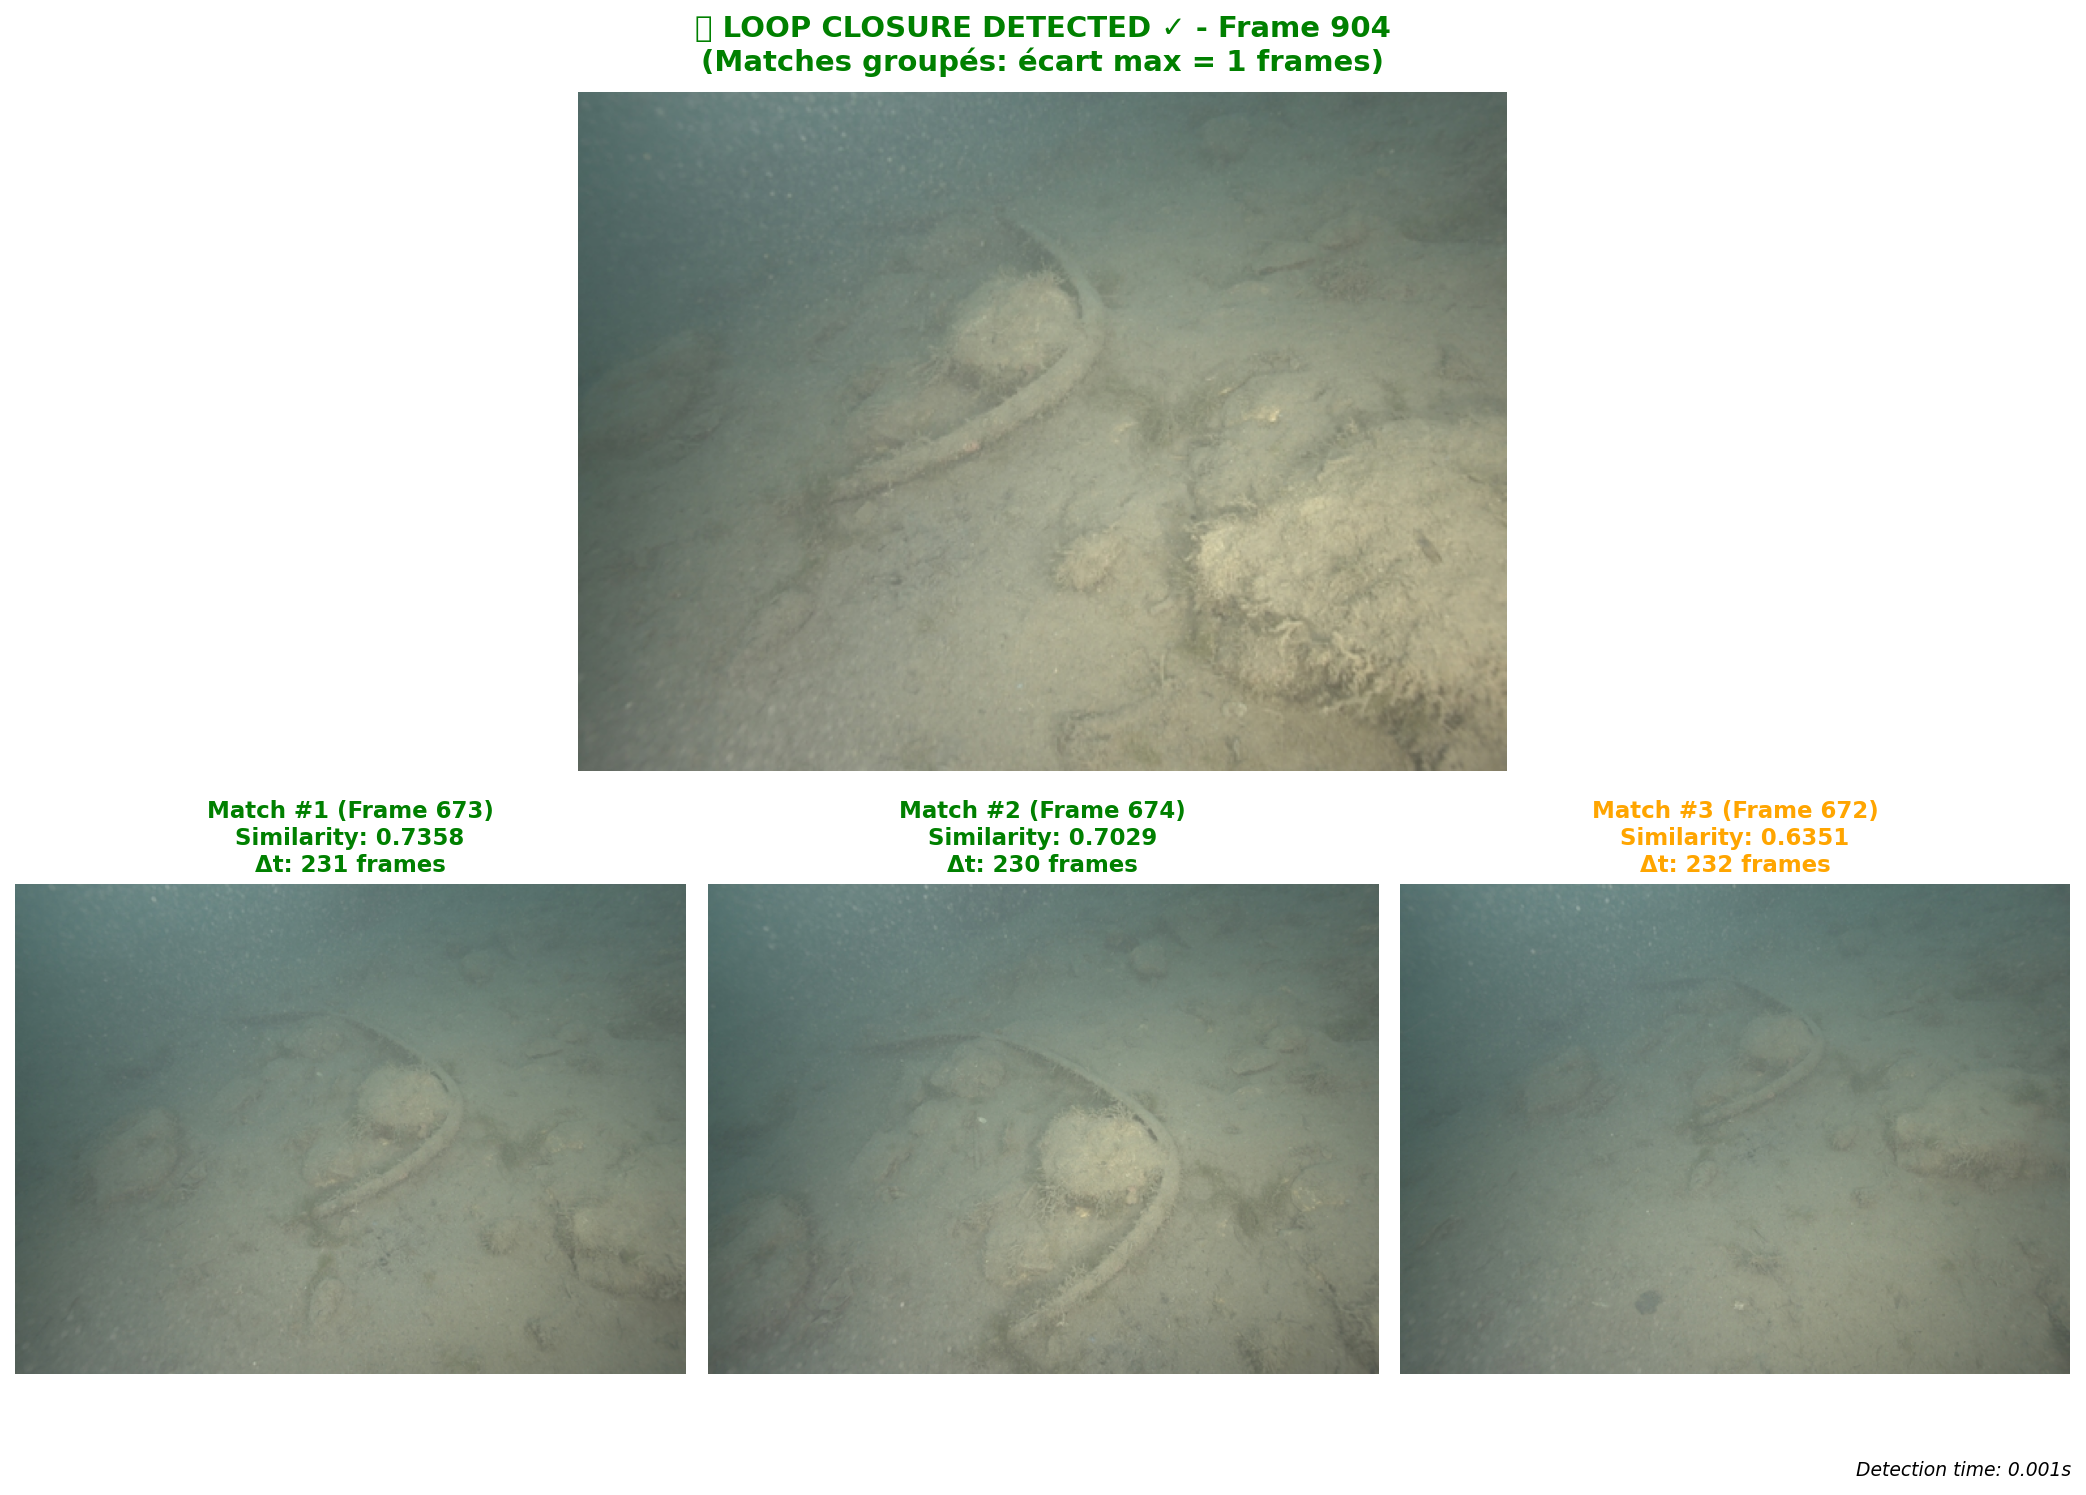 LOOP CLOSURE DETECTED ✓ - Frame 904
(Matches groupés: écart max = 1 frames)
Match #1 (Frame 673)
Similarity: 0.7358
Δt: 231 frames
Match #2 (Frame 674)
Similarity: 0.7029
Δt: 230 frames
Match #3 (Frame 672)
Similarity: 0.6351
Δt: 232 frames
Detection time: 0.001s